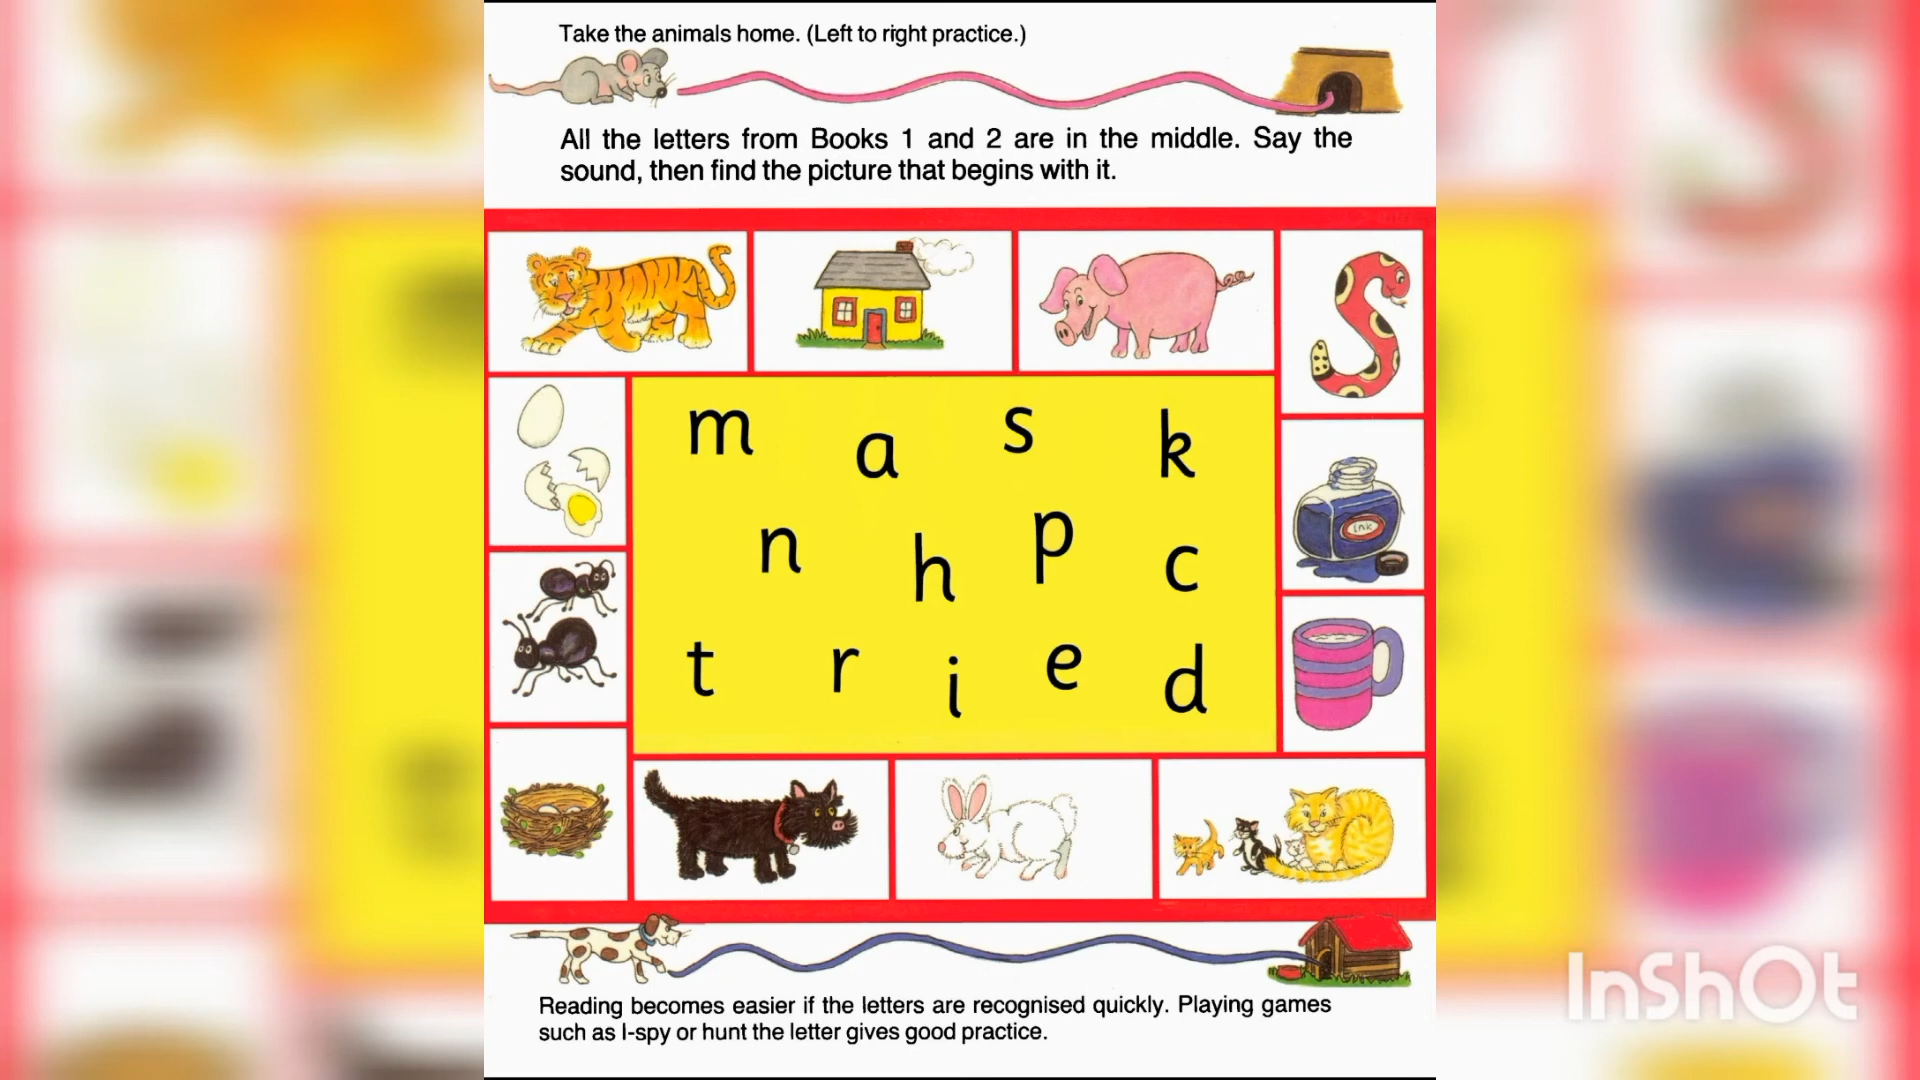 Take the animals home. (Left to right practice.)
All the letters from Books 1 and 2 are in the middle. Say the
sound, then find the picture that begins with it.
m a s k
n h p c
t r i e d
Ink
Reading becomes easier if the letters are recognised quickly. Playing games
such as I-spy or hunt the letter gives good practice.
InShOt